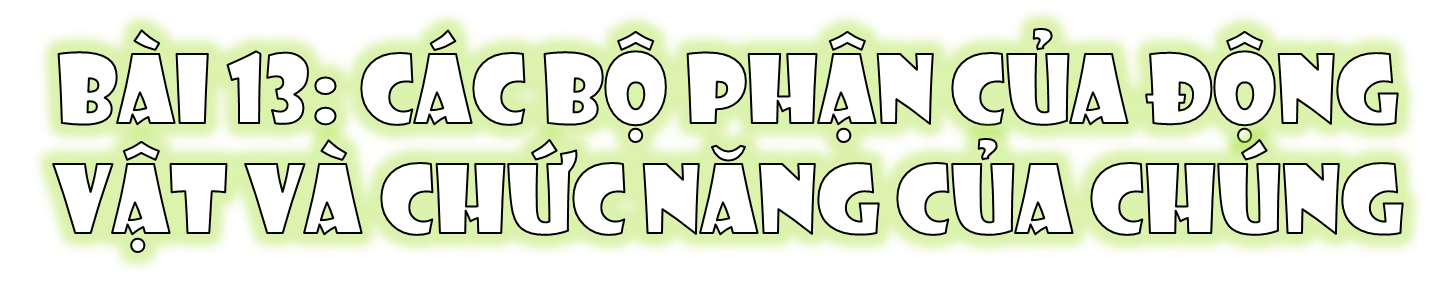 BÀI 13: CÁC BỘ PHẬN CỦA ĐỘNG
VẬT VÀ CHỨC NĂNG CỦA CHÚNG